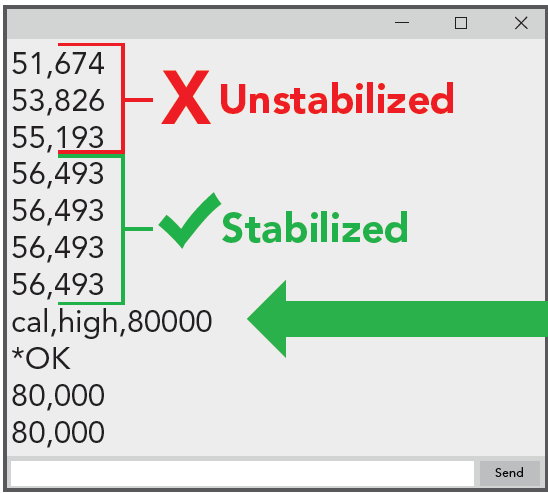 51,674
53,826
55,193
X Unstabilized
56,493
56,493
56,493
56,493
Stabilized
cal,high,80000
*OK
80,000
80,000
Send